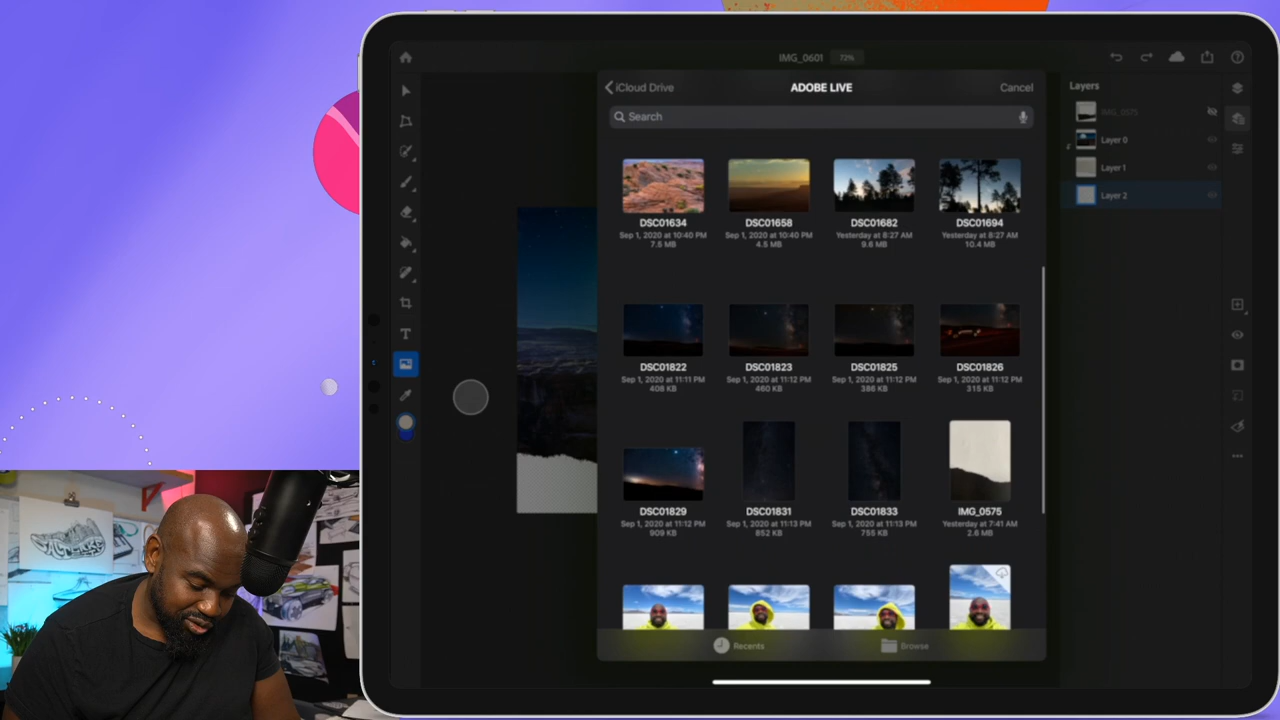 IMG_0601 72%
iCloud Drive ADOBE LIVE Cancel
Layers
Search
IMG_0575
Layer 0
Layer 1
Layer 2
DSC01634 DSC01658 DSC01682 DSC01694
Sep 1, 2020 at 10:40 PM Sep 1, 2020 at 10:40 PM Yesterday at 8:27 AM Yesterday at 8:27 AM
7.5 MB 4.5 MB 9.6 MB 10.4 MB
T
DSC01822 DSC01823 DSC01825 DSC01826
Sep 1, 2020 at 11:11 PM Sep 1, 2020 at 11:12 PM Sep 1, 2020 at 11:12 PM Sep 1, 2020 at 11:12 PM
408 KB 460 KB 386 KB 315 KB
DSC01829 DSC01831 DSC01833 IMG_0575
Sep 1, 2020 at 11:12 PM Sep 1, 2020 at 11:13 PM Sep 1, 2020 at 11:13 PM Yesterday at 7:41 AM
909 KB 852 KB 755 KB 2.6 MB
Recents Browse